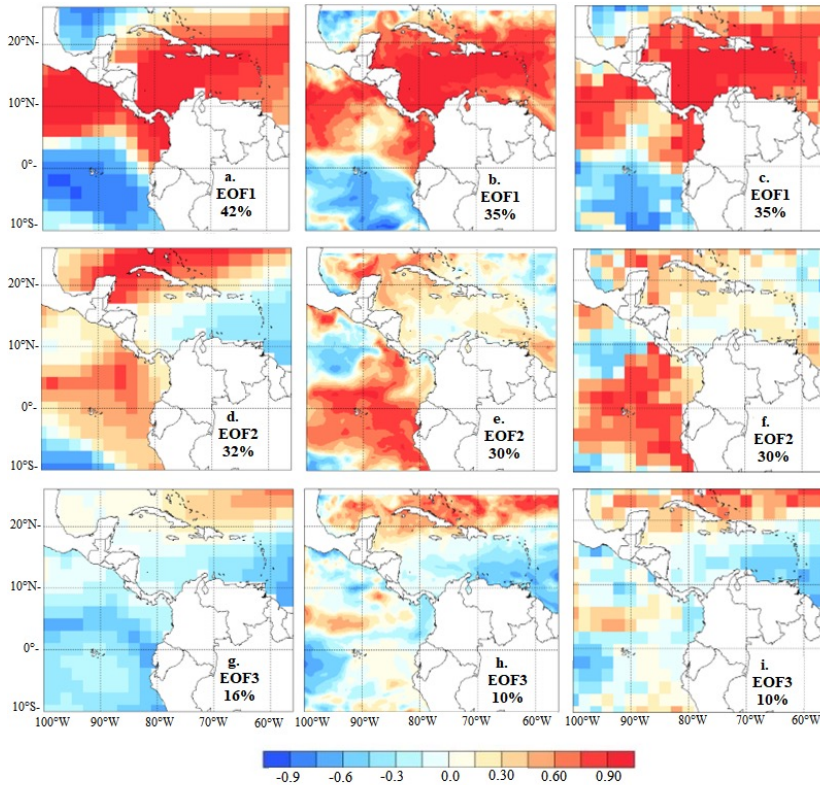 20°N-
10°N-
0°-
10°S-
a.
EOF1
42%
b.
EOF1
35%
c.
EOF1
35%
20°N-
10°N-
0°-
10°S-
d.
EOF2
32%
e.
EOF2
30%
f.
EOF2
30%
20°N-
10°N-
0°-
10°S-
g.
EOF3
16%
h.
EOF3
10%
i.
EOF3
10%
100°W 90°W 80°W 70°W 60°W 100°W 90°W 80°W 70°W 60°W 100°W 90°W 80°W 70°W 60°W
-0.9 -0.6 -0.3 0.0 0.30 0.60 0.90